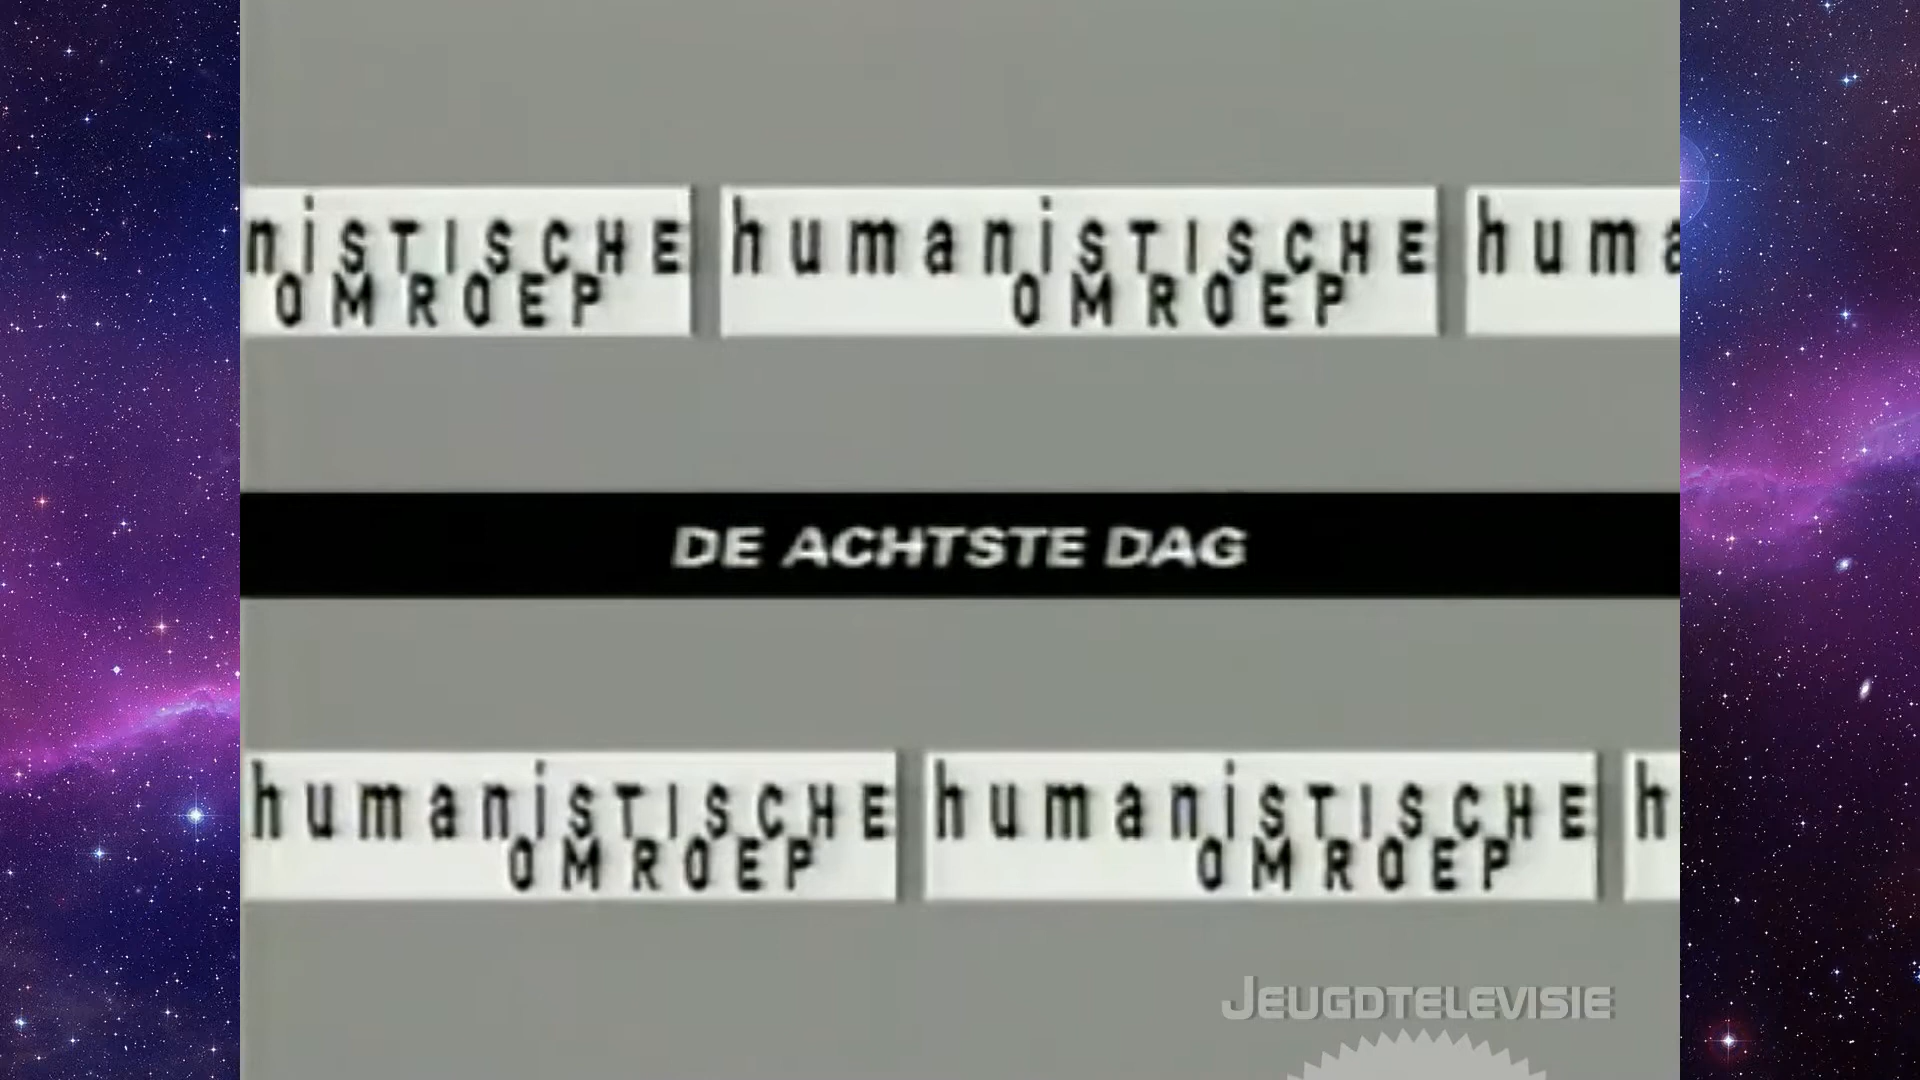 niSTISCHE humaniSTISCHE huma
OMROEP OMROEP
DE ACHTSTE DAG
humaniSTISCHE humaniSTISCHE h
OMROEP OMROEP
JEUGDTELEVISIE